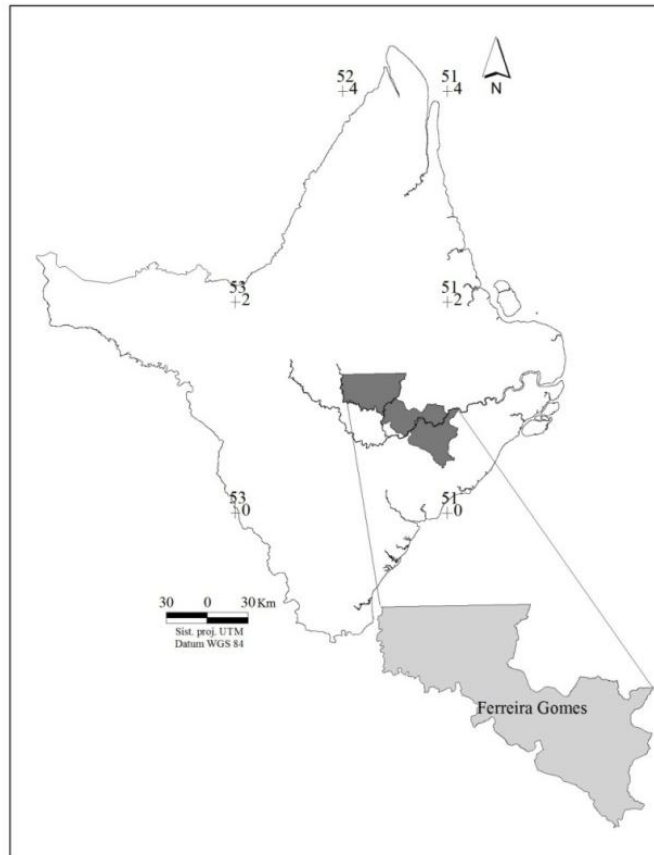 52 51
4 4
N
53 51
2 2
53 51
0 0
30 0 30 Km
Sist. proj. UTM
Datum WGS 84
Ferreira Gomes